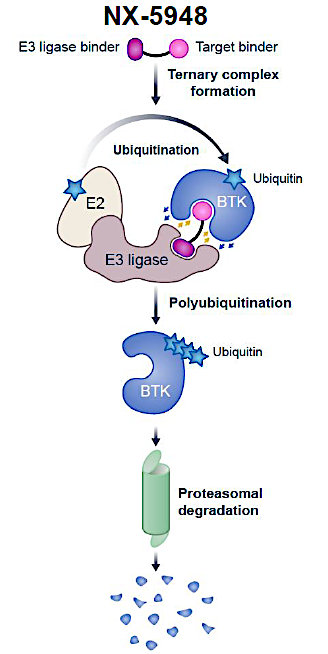 NX-5948
E3 ligase binder
Target binder
Ternary complex
formation
Ubiquitination
Ubiquitin
E2
BTK
E3 ligase
Polyubiquitination
Ubiquitin
BTK
Proteasomal
degradation